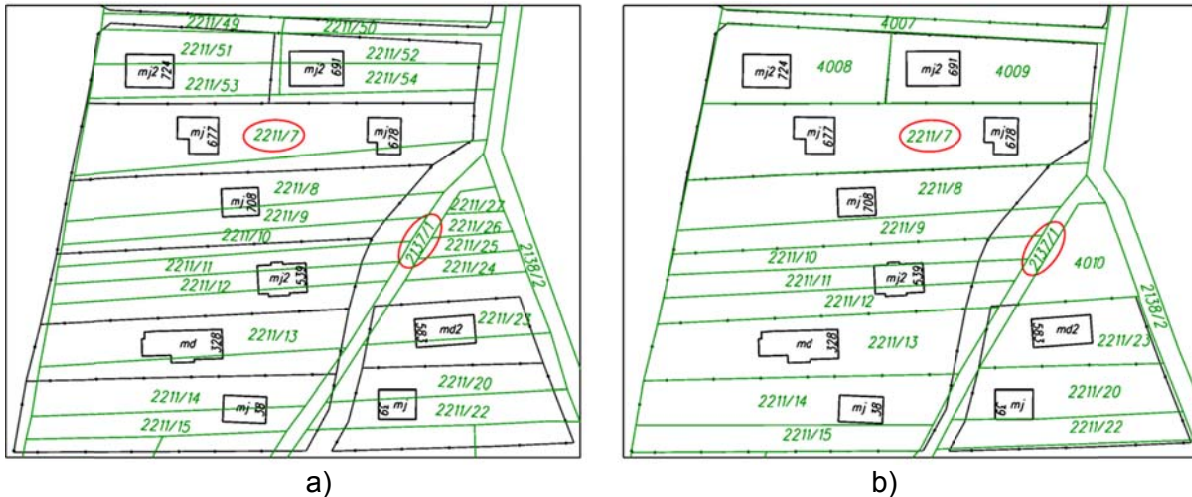 2211/49
2211/50
2211/51
2211/52
mj2
724
mj2
691
2211/53
2211/54
mj
677
2211/7
mj
678
2211/8
mj
708
2211/27
2211/9
2211/26
2211/10
2137/1
2211/25
2138/2
2211/11
2211/24
mj2
539
2211/12
2211/23
583
md2
md
328
2211/13
2211/20
2211/14
mj
38
39
mj
2211/22
2211/15
a)
4007
mj2
724
4008
mj2
691
4009
mj
677
2211/7
mj
678
2211/8
mj
708
2211/9
2137/1
2211/10
4010
2211/11
mj2
539
2138/2
2211/12
583
md2
md
328
2211/13
2211/23
2211/20
2211/14
mj
38
39
mj
2211/22
2211/15
b)